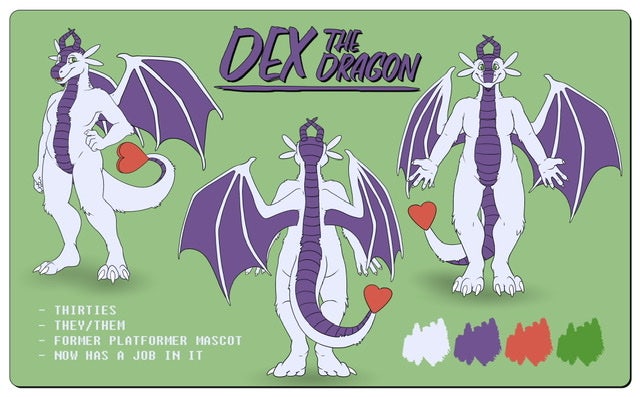 DEX THE DRAGON
- THIRTIES
- THEY/THEM
- FORMER PLATFORMER MASCOT
- NOW HAS A JOB IN IT